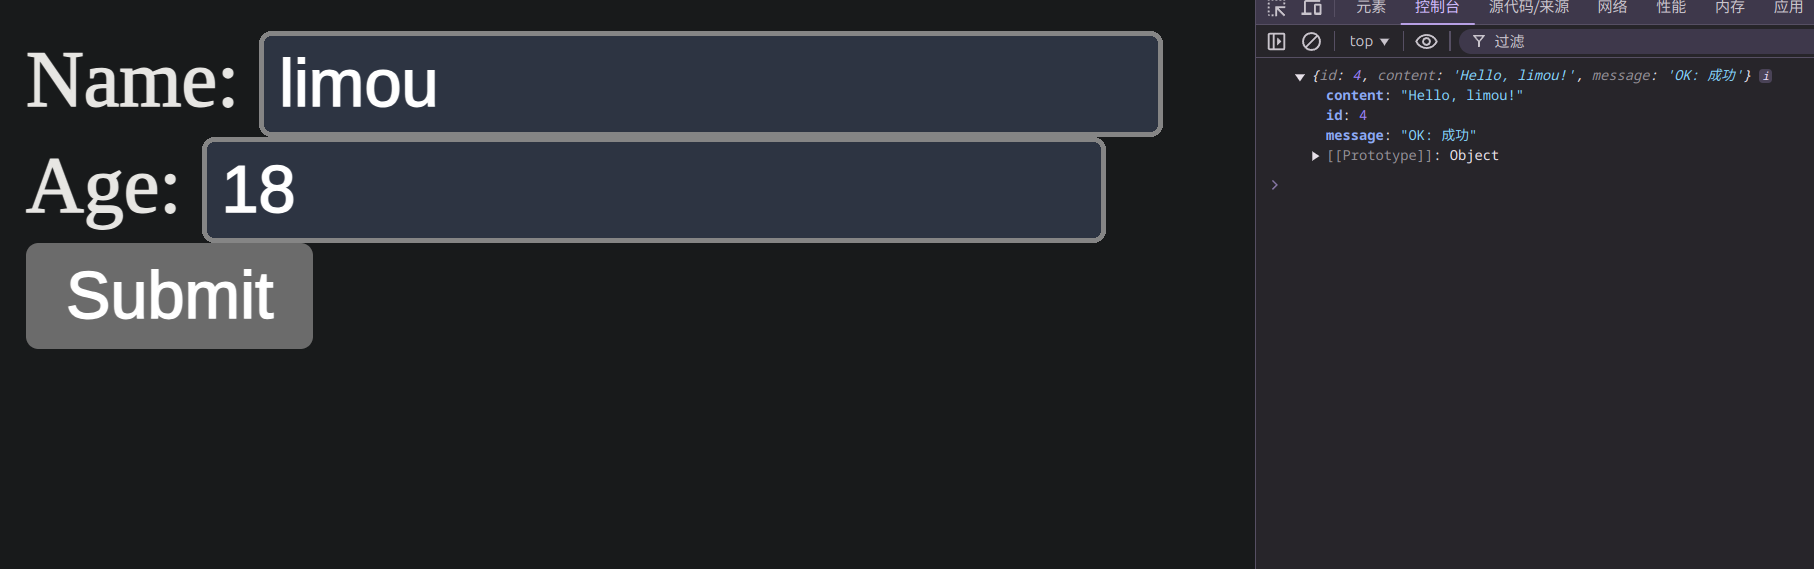 Name: limou
Age: 18
Submit
元素 控制台 源代码/来源 网络 性能 内存 应用
top 过滤
{id: 4, content: 'Hello, limou!', message: 'OK: 成功'} i
content: "Hello, limou!"
id: 4
message: "OK: 成功"
[[Prototype]]: Object